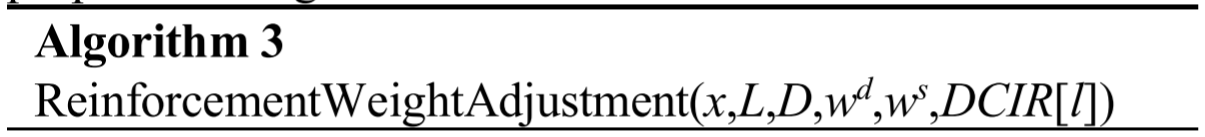 Algorithm 3
ReinforcementWeightAdjustment(x,L,D,w^d,w^s,DCIR[l])